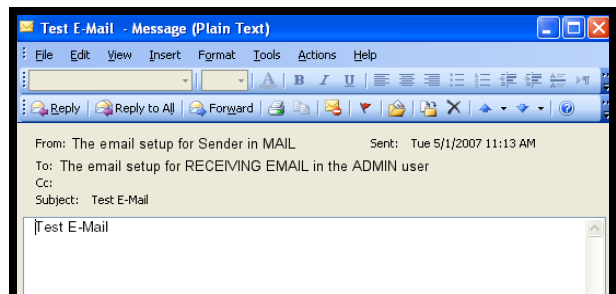 Test E-Mail - Message (Plain Text)
File Edit View Insert Format Tools Actions Help
A B I U
Reply Reply to All Forward
From: The email setup for Sender in MAIL Sent: Tue 5/1/2007 11:13 AM
To: The email setup for RECEIVING EMAIL in the ADMIN user
Cc:
Subject: Test E-Mail
Test E-Mail